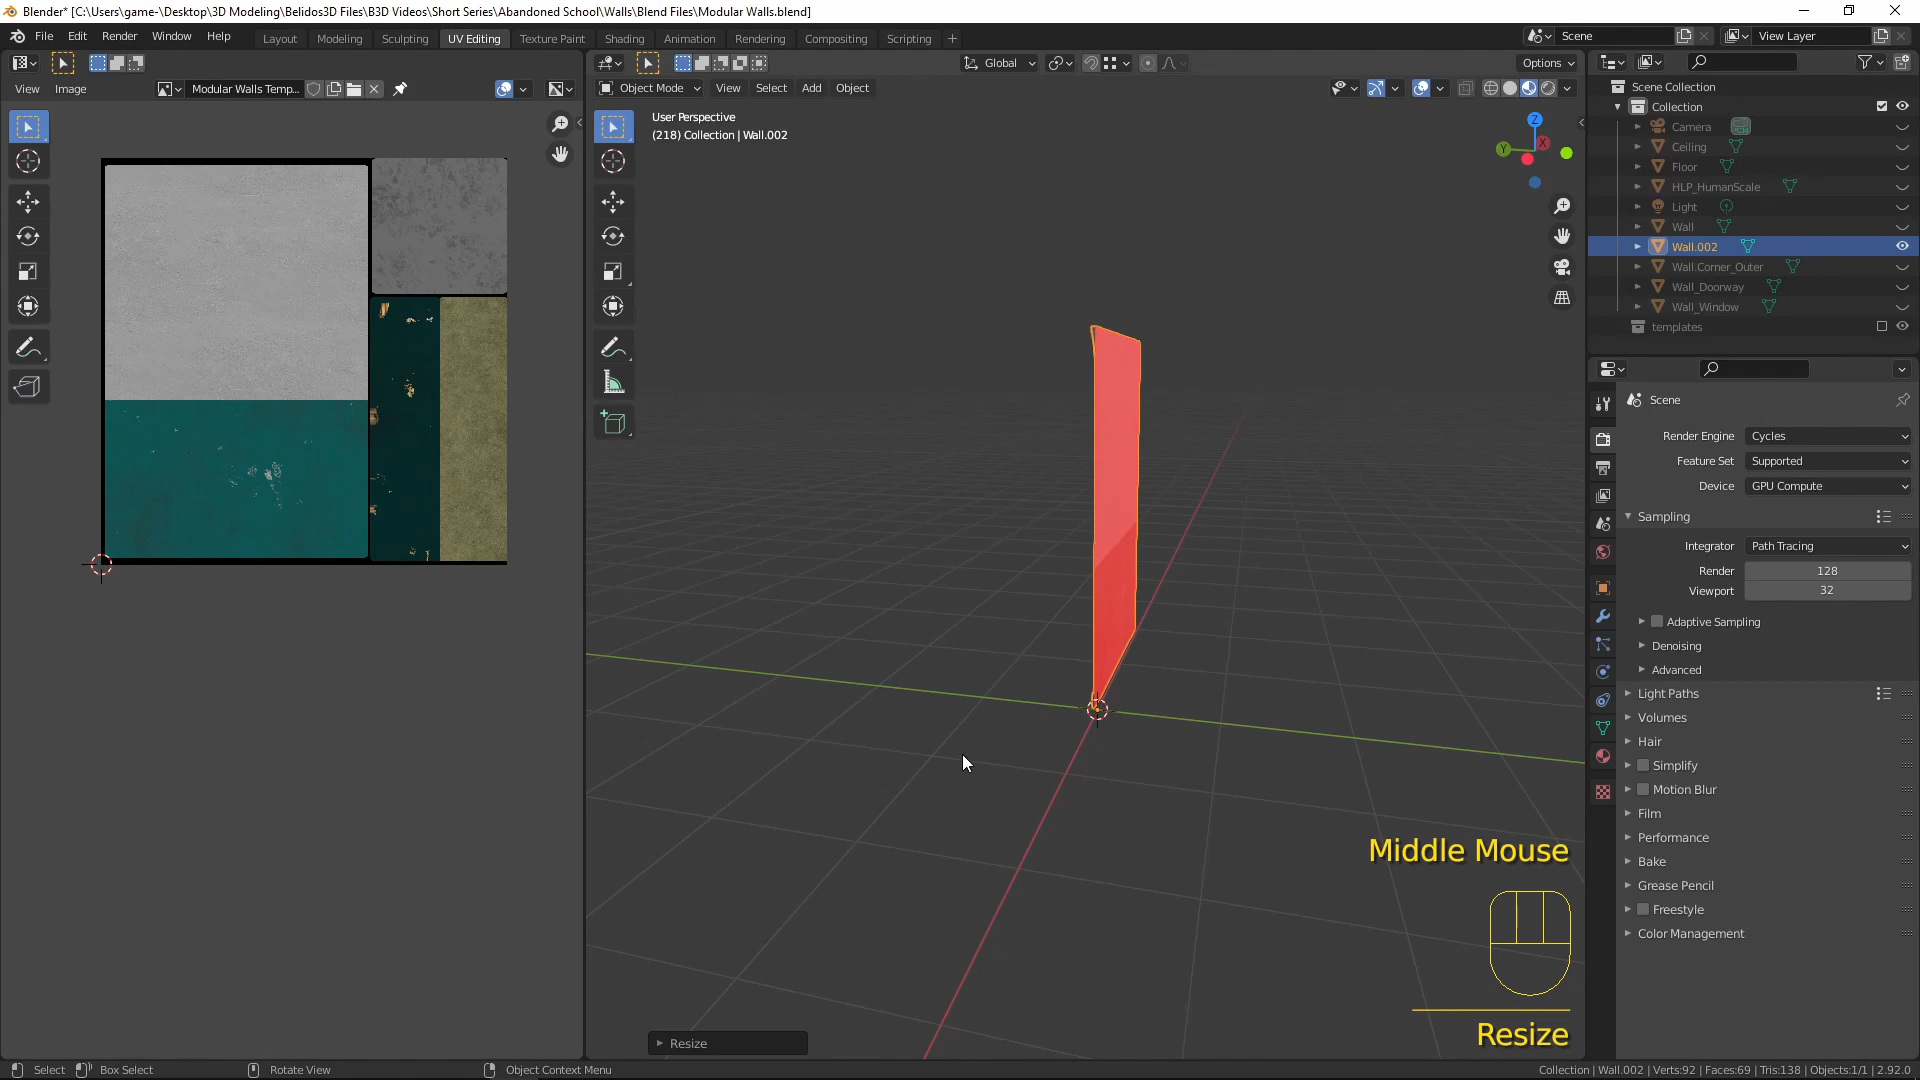 Blender* [C:\Users\game-\Desktop\3D Modeling\Belidos3D Files\B3D Videos\Short Series\Abandoned School\Walls\Blend Files\Modular Walls.blend]
File Edit Render Window Help Layout Modeling Sculpting UV Editing Texture Paint Shading Animation Rendering Compositing Scripting + Scene View Layer
Global Options
View Image Modular Walls Temp... Object Mode View Select Add Object
User Perspective
(218) Collection | Wall.002
Z
Y
X
Scene Collection
Collection
Camera
Ceiling
Floor
HLP_HumanScale
Light
Wall
Wall.002
Wall.Corner_Outer
Wall_Doorway
Wall_Window
templates
Scene
Render Engine Cycles
Feature Set Supported
Device GPU Compute
Sampling
Integrator Path Tracing
Render 128
Viewport 32
Adaptive Sampling
Denoising
Advanced
Light Paths
Volumes
Hair
Simplify
Motion Blur
Film
Performance
Bake
Grease Pencil
Freestyle
Color Management
Middle Mouse
Resize
Resize
Select Box Select Rotate View Object Context Menu Collection | Wall.002 | Verts:92 | Faces:69 | Tris:138 | Objects:1/1 | 2.92.0